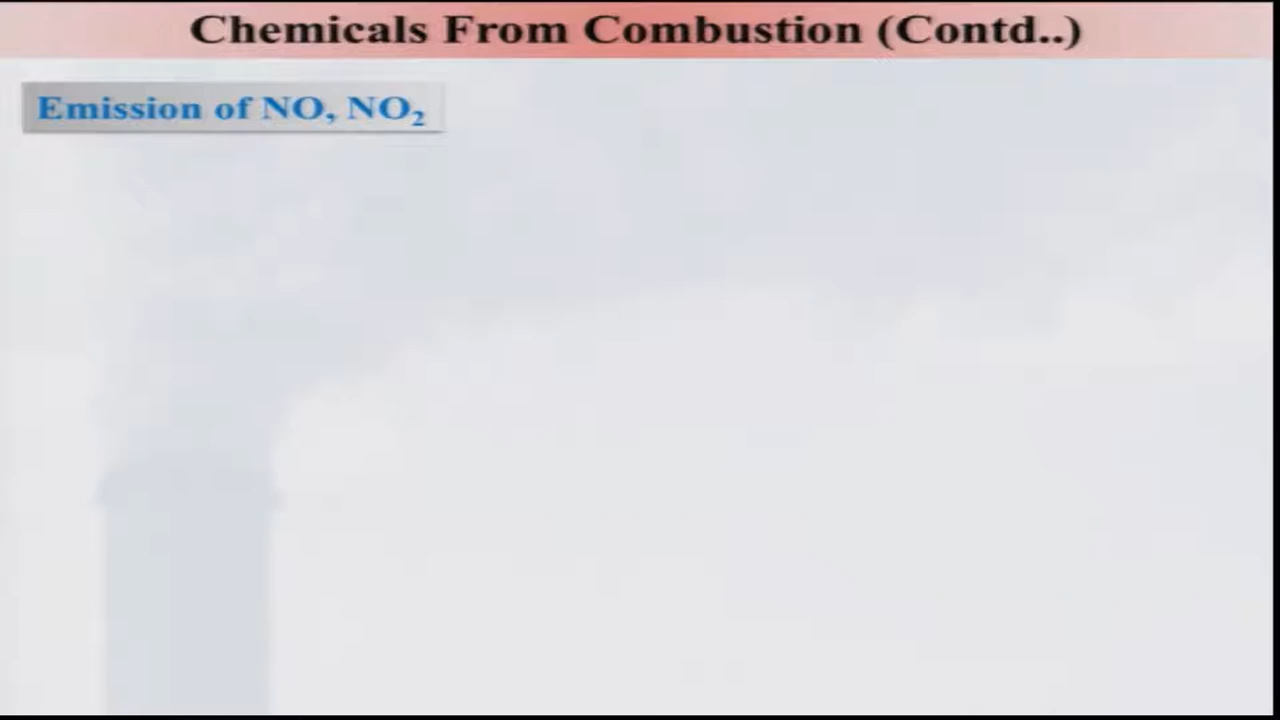 Chemicals From Combustion (Contd..)
Emission of NO, NO₂